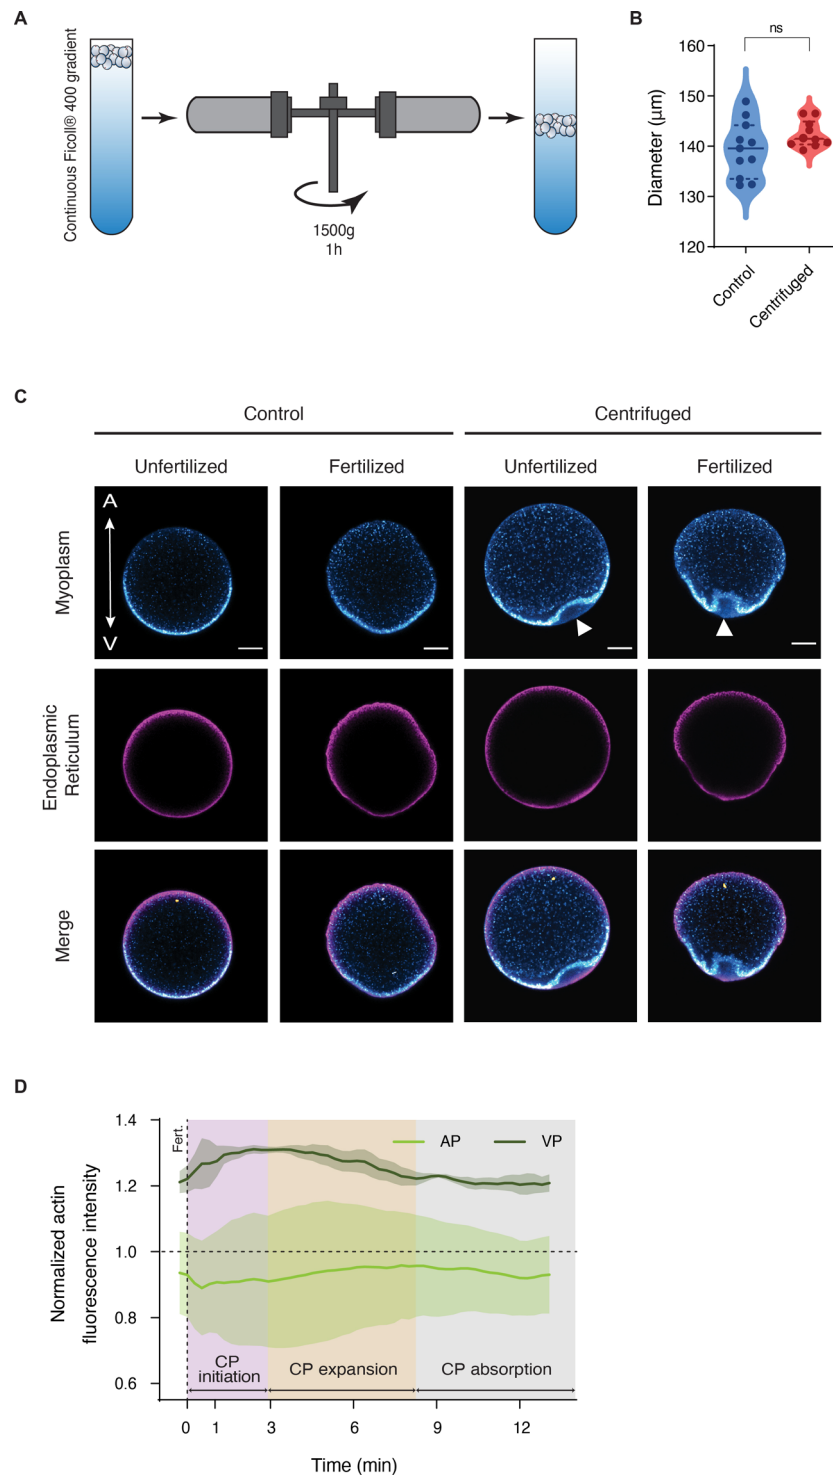 A
Continuous Ficoll® 400 gradient
1500g
1h
B
ns
Diameter (µm)
160
150
140
130
120
Control
Centrifuged
C
Control
Centrifuged
Unfertilized
Fertilized
Unfertilized
Fertilized
Myoplasm
A
V
Endoplasmic
Reticulum
Merge
D
Normalized actin
fluorescence intensity
1.4
1.2
1.0
0.8
0.6
Fert.
AP
VP
CP
initiation
CP expansion
CP absorption
0
1
3
6
9
12
Time (min)